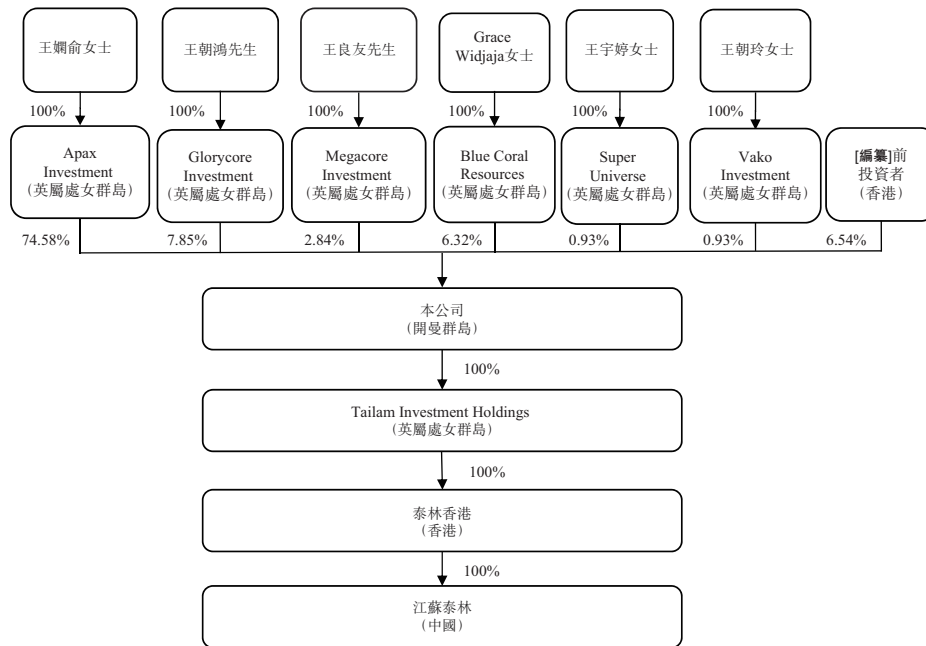 王嫻俞女士
王朝鴻先生
王良友先生
Grace
Widjaja女士
王宇婷女士
王朝玲女士
100%
100%
100%
100%
100%
100%
Apax
Investment
(英屬處女群島)
Glorycore
Investment
(英屬處女群島)
Megacore
Investment
(英屬處女群島)
Blue Coral
Resources
(英屬處女群島)
Super
Universe
(英屬處女群島)
Vako
Investment
(英屬處女群島)
[編纂]前
投資者
(香港)
74.58%
7.85%
2.84%
6.32%
0.93%
0.93%
6.54%
本公司
(開曼群島)
100%
Tailam Investment Holdings
(英屬處女群島)
100%
泰林香港
(香港)
100%
江蘇泰林
(中國)